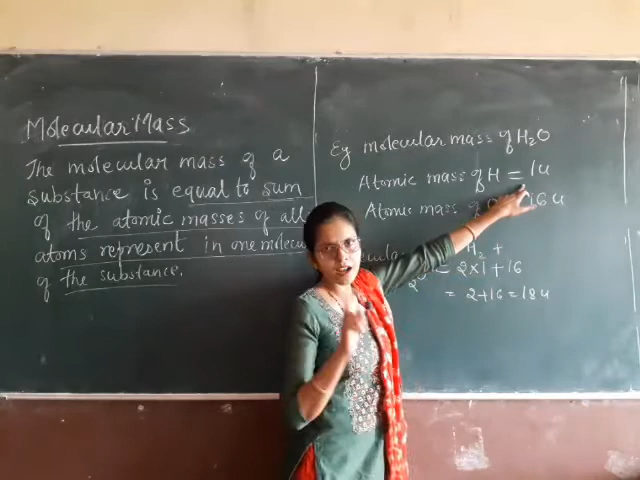 Molecular Mass
The molecular mass of a
substance is equal to sum
of the atomic masses of all
atoms represent in one
of the substance.
Eg molecular mass of H₂O
Atomic mass of H = 1u
Atomic mass of 16u
H₂ +
= 2×1+16
= 2+16=18u